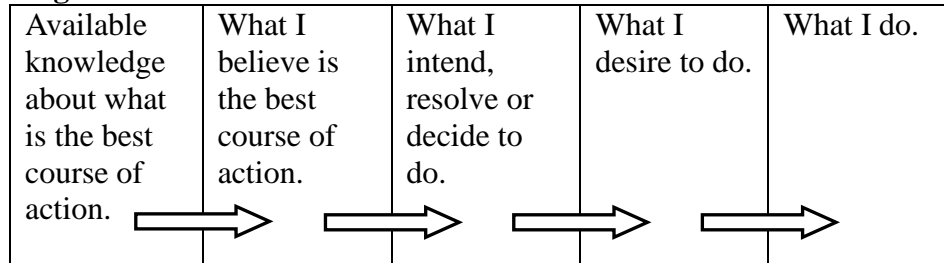 Available
knowledge
about what
is the best
course of
action.
What I
believe is
the best
course of
action.
What I
intend,
resolve or
decide to
do.
What I
desire to do.
What I do.